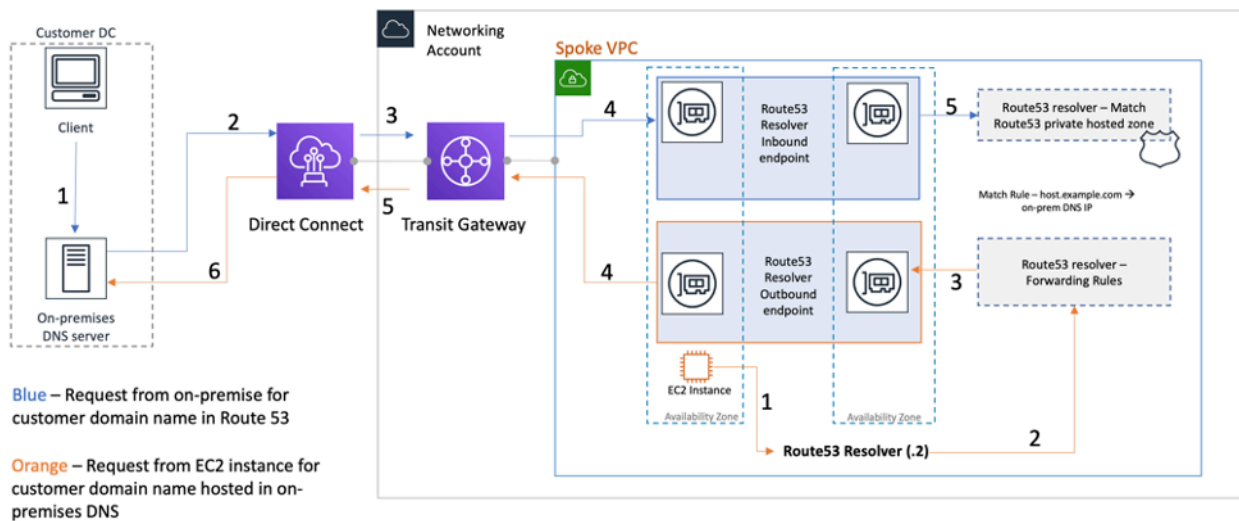 Customer DC
Client
1
On-premises
DNS server
2
6
Direct Connect
3
5
Transit Gateway
Networking
Account
Spoke VPC
4
4
Route53
Resolver
Inbound
endpoint
5
Route53 resolver – Match
Route53 private hosted zone
Match Rule – host.example.com →
on-prem DNS IP
Route53
Resolver
Outbound
endpoint
3
Route53 resolver –
Forwarding Rules
EC2 Instance
1
Availability Zone
Availability Zone
2
Route53 Resolver (.2)
Blue – Request from on-premise for
customer domain name in Route 53
Orange – Request from EC2 instance for
customer domain name hosted in on-
premises DNS